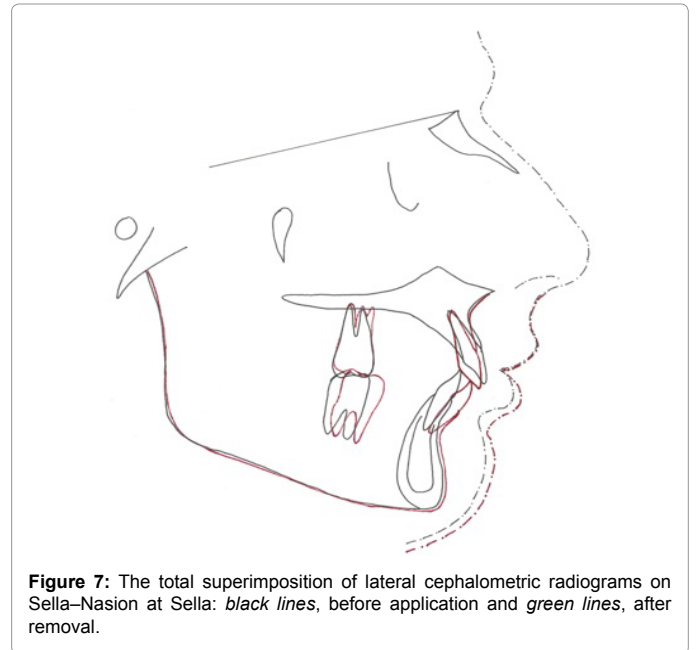 Figure 7: The total superimposition of lateral cephalometric radiograms on
Sella–Nasion at Sella: black lines, before application and green lines, after
removal.